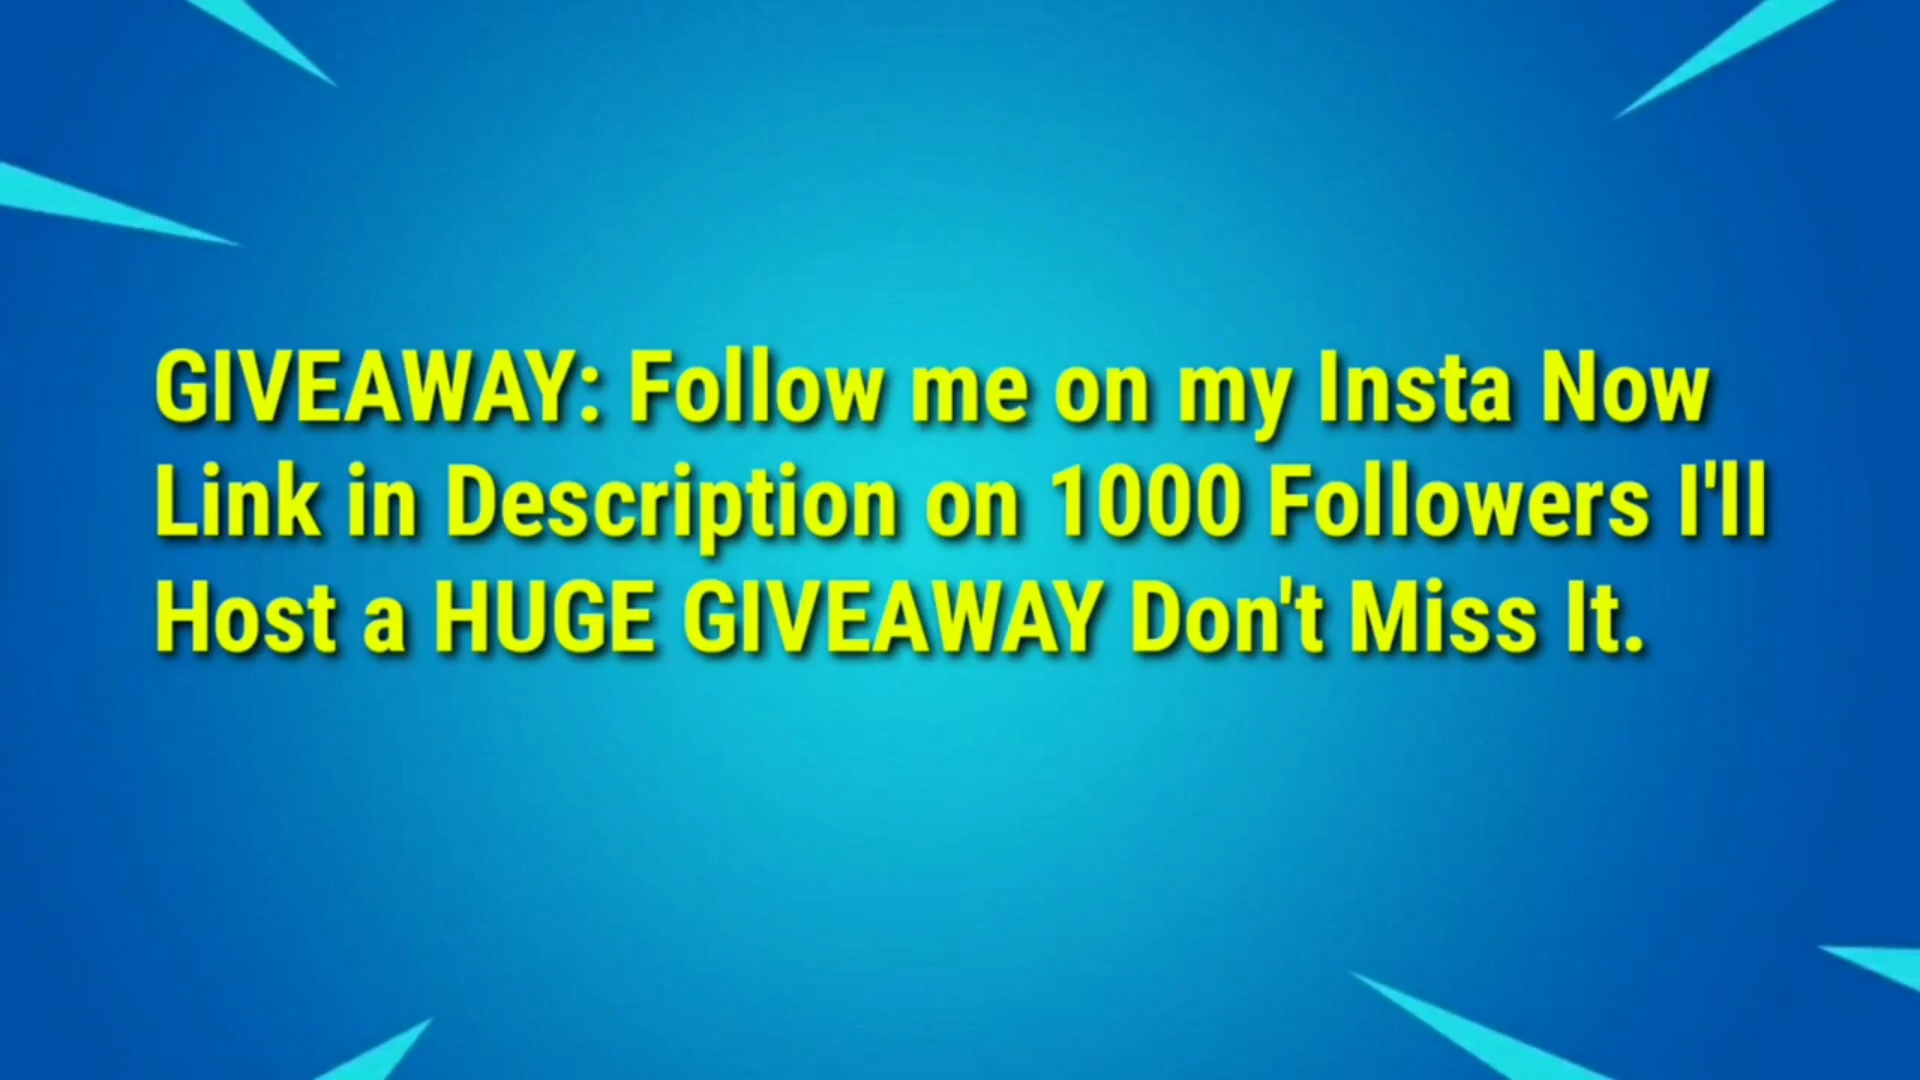 GIVEAWAY: Follow me on my Insta Now
Link in Description on 1000 Followers I'll
Host a HUGE GIVEAWAY Don't Miss It.